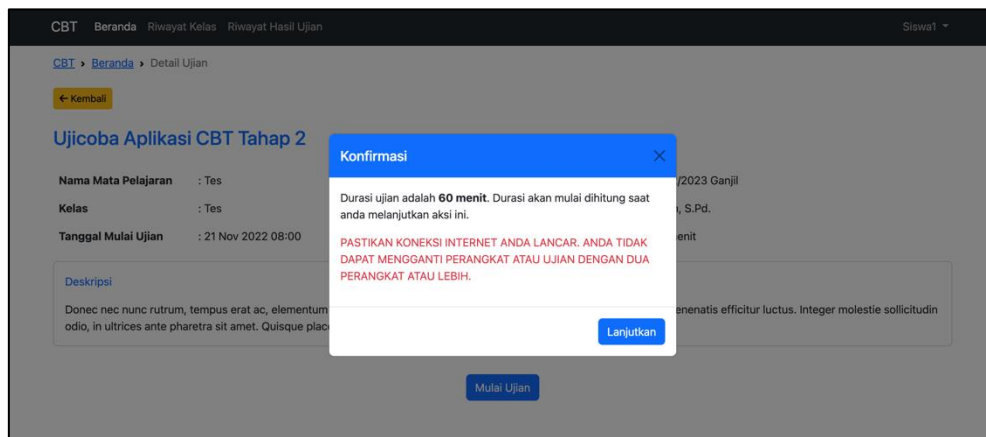 CBT Beranda Riwayat Kelas Riwayat Hasil Ujian Siswa1
CBT › Beranda › Detail Ujian
← Kembali
Ujicoba Aplikasi CBT Tahap 2
Nama Mata Pelajaran : Tes /2023 Ganjil
Kelas : Tes , S.Pd.
Tanggal Mulai Ujian : 21 Nov 2022 08:00
Deskripsi
Donec nec nunc rutrum, tempus erat ac, elementum enenatis efficitur luctus. Integer molestie sollicitudin
odio, in ultrices ante pharetra sit amet. Quisque plac
Konfirmasi
Durasi ujian adalah 60 menit. Durasi akan mulai dihitung saat
anda melanjutkan aksi ini.
PASTIKAN KONEKSI INTERNET ANDA LANCAR. ANDA TIDAK
DAPAT MENGGANTI PERANGKAT ATAU UJIAN DENGAN DUA
PERANGKAT ATAU LEBIH.
Lanjutkan
Mulai Ujian